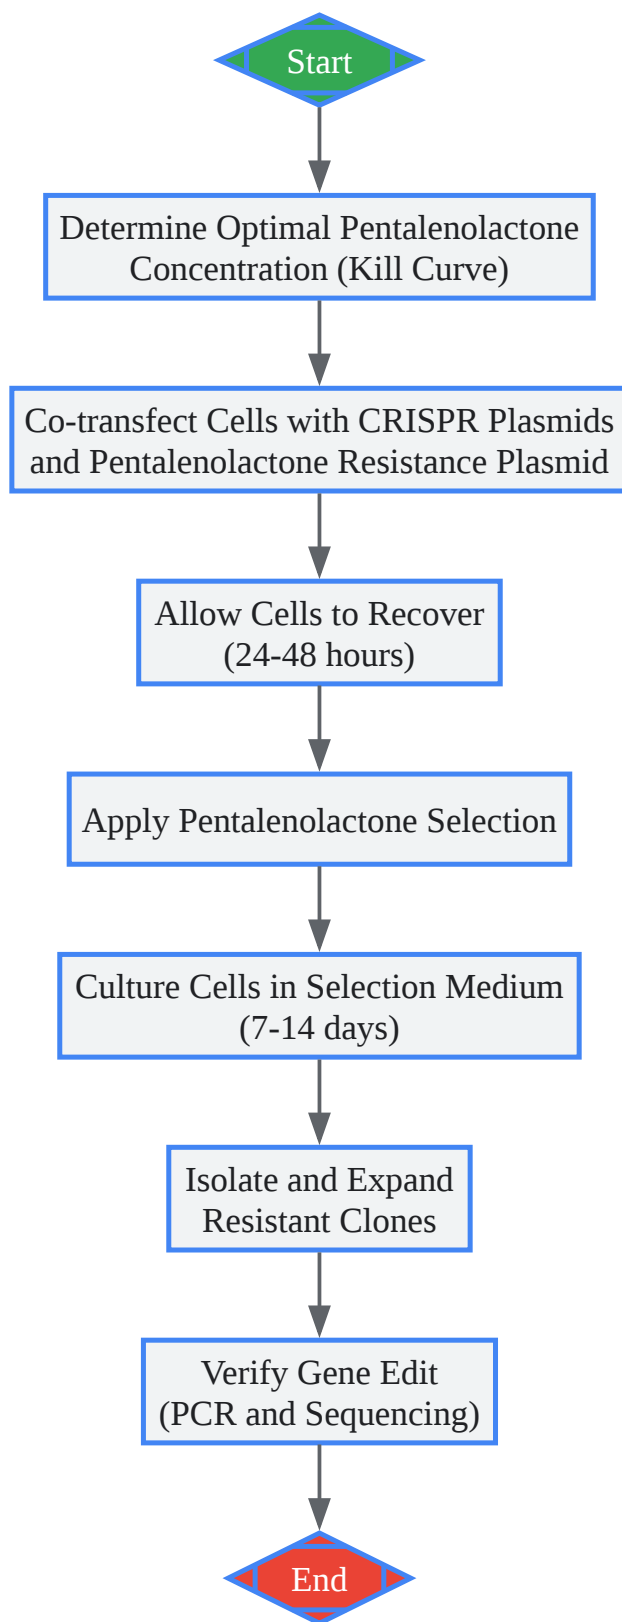 Start
Determine Optimal Pentalenolactone
Concentration (Kill Curve)
Co-transfect Cells with CRISPR Plasmids
and Pentalenolactone Resistance Plasmid
Allow Cells to Recover
(24-48 hours)
Apply Pentalenolactone Selection
Culture Cells in Selection Medium
(7-14 days)
Isolate and Expand
Resistant Clones
Verify Gene Edit
(PCR and Sequencing)
End